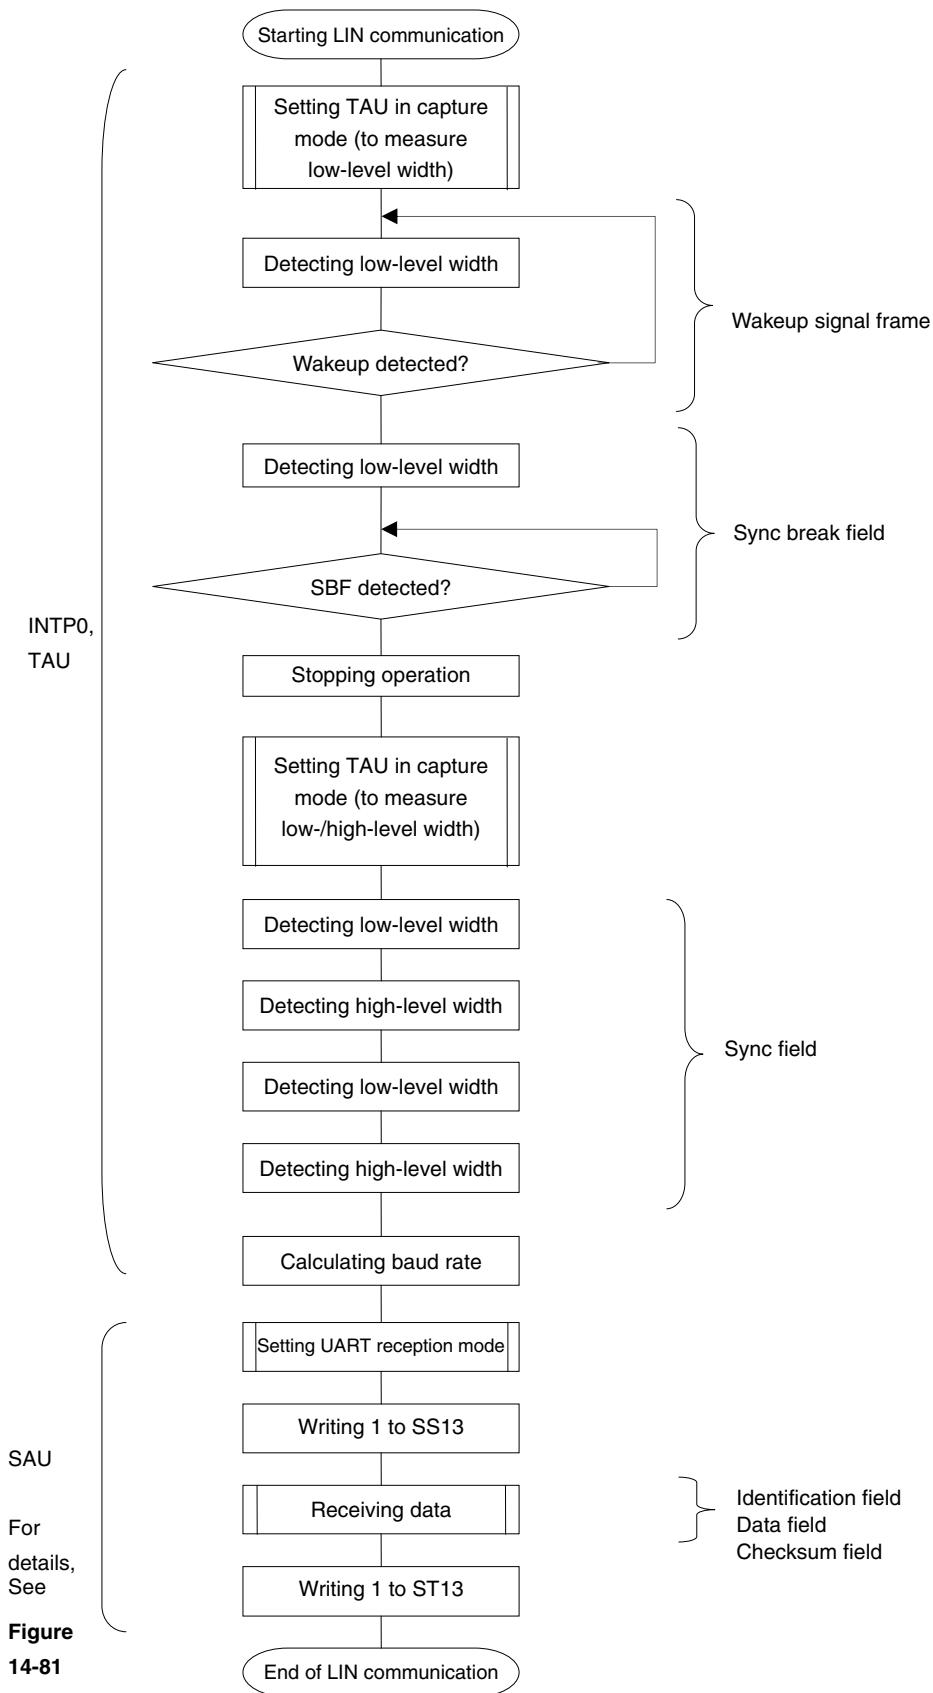 Starting LIN communication
Setting TAU in capture
mode (to measure
low-level width)
Detecting low-level width
Wakeup detected?
Wakeup signal frame
Detecting low-level width
SBF detected?
Sync break field
INTP0,
TAU
Stopping operation
Setting TAU in capture
mode (to measure
low-/high-level width)
Detecting low-level width
Detecting high-level width
Detecting low-level width
Detecting high-level width
Sync field
Calculating baud rate
Setting UART reception mode
Writing 1 to SS13
Receiving data
Identification field
Data field
Checksum field
Writing 1 to ST13
SAU
For
details,
See
Figure
14-81
End of LIN communication